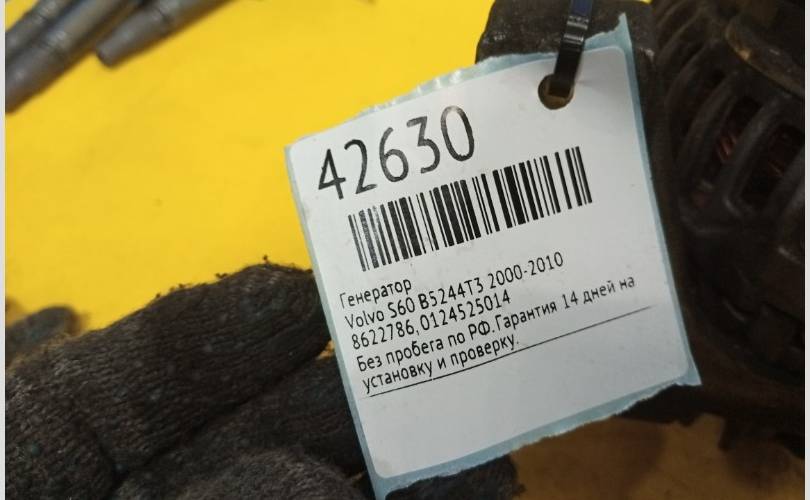 42630
Генератор
Volvo S60 B5244T3 2000-2010
8622786, 0124525014
Без пробега по РФ.Гарантия 14 дней на
установку и проверку.